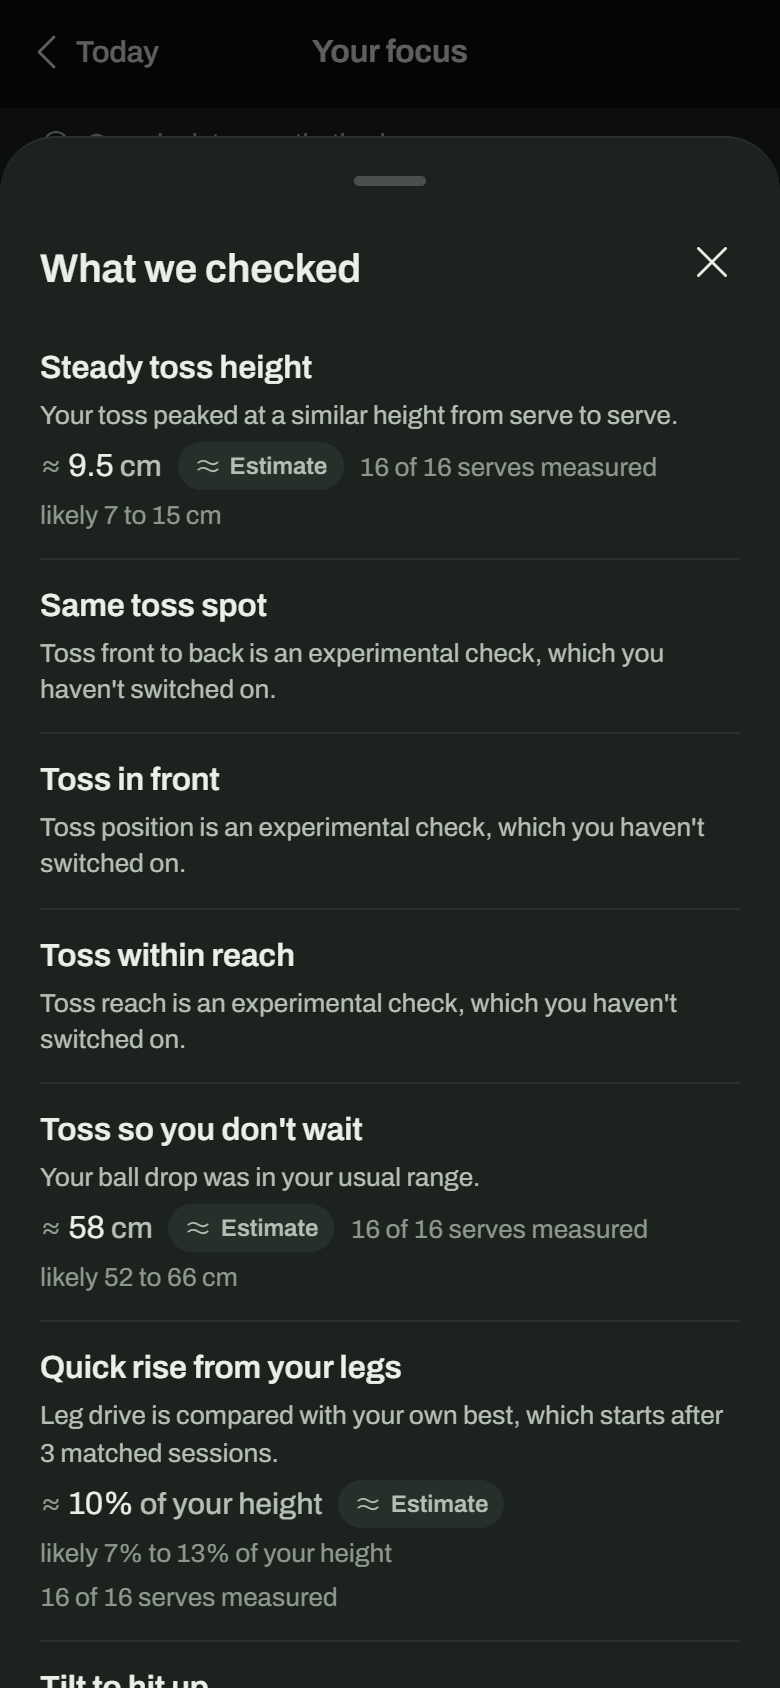 Today
Your focus
What we checked
Steady toss height
Your toss peaked at a similar height from serve to serve.
≈ 9.5 cm ≈ Estimate 16 of 16 serves measured
likely 7 to 15 cm
Same toss spot
Toss front to back is an experimental check, which you
haven't switched on.
Toss in front
Toss position is an experimental check, which you haven't
switched on.
Toss within reach
Toss reach is an experimental check, which you haven't
switched on.
Toss so you don't wait
Your ball drop was in your usual range.
≈ 58 cm ≈ Estimate 16 of 16 serves measured
likely 52 to 66 cm
Quick rise from your legs
Leg drive is compared with your own best, which starts after
3 matched sessions.
≈ 10% of your height ≈ Estimate
likely 7% to 13% of your height
16 of 16 serves measured
Tilt to hit up